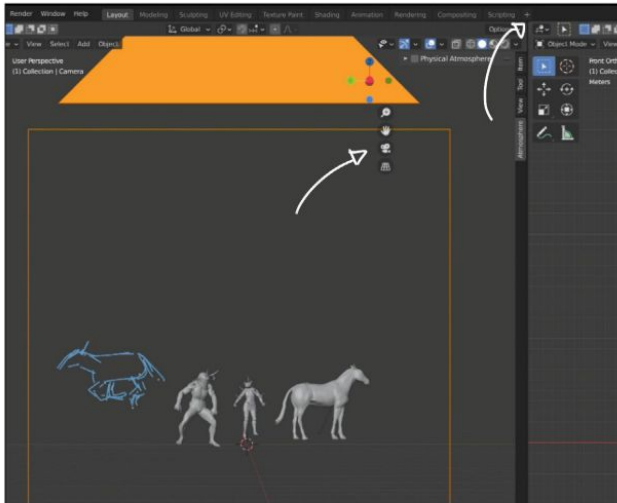 Render Window Help Layout Modeling Sculpting UV Editing Texture Paint Shading Animation Rendering Compositing Scripting +
Global
Options
View Select Add Object
Object Mode View
User Perspective
(1) Collection | Camera
Physical Atmosphere
Item
Tool
View
Atmosphere
Front Orth
(1) Collec
Meters